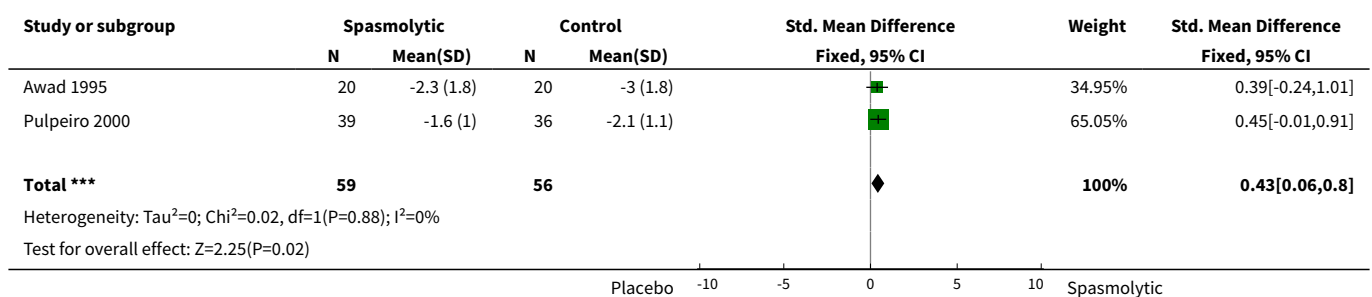 Study or subgroup Spasmolytic Control Std. Mean Difference Weight Std. Mean Difference
N Mean(SD) N Mean(SD) Fixed, 95% CI Fixed, 95% CI
Awad 1995 20 -2.3 (1.8) 20 -3 (1.8) 34.95% 0.39[-0.24,1.01]
Pulpeiro 2000 39 -1.6 (1) 36 -2.1 (1.1) 65.05% 0.45[-0.01,0.91]
Total *** 59 56 100% 0.43[0.06,0.8]
Heterogeneity: Tau²=0; Chi²=0.02, df=1(P=0.88); I²=0%
Test for overall effect: Z=2.25(P=0.02)
Placebo -10 -5 0 5 10 Spasmolytic